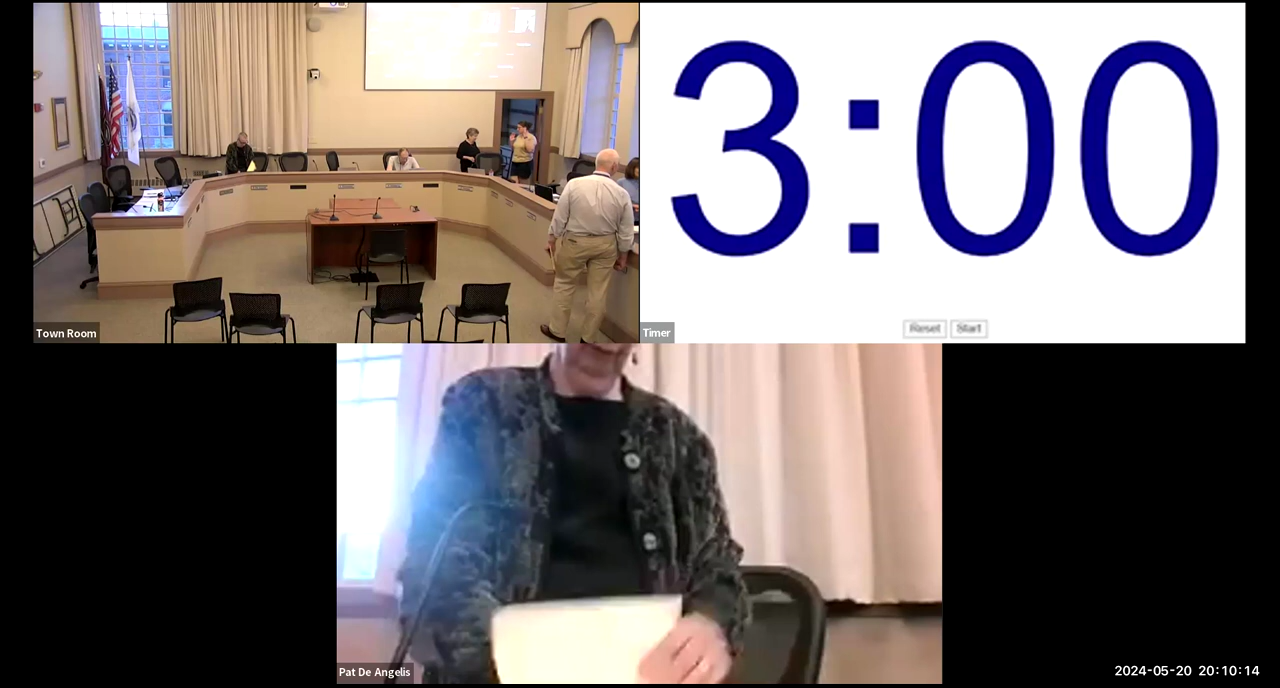 Town Room
3:00
Reset Start
Timer
Pat De Angelis
2024-05-20 20:10:14